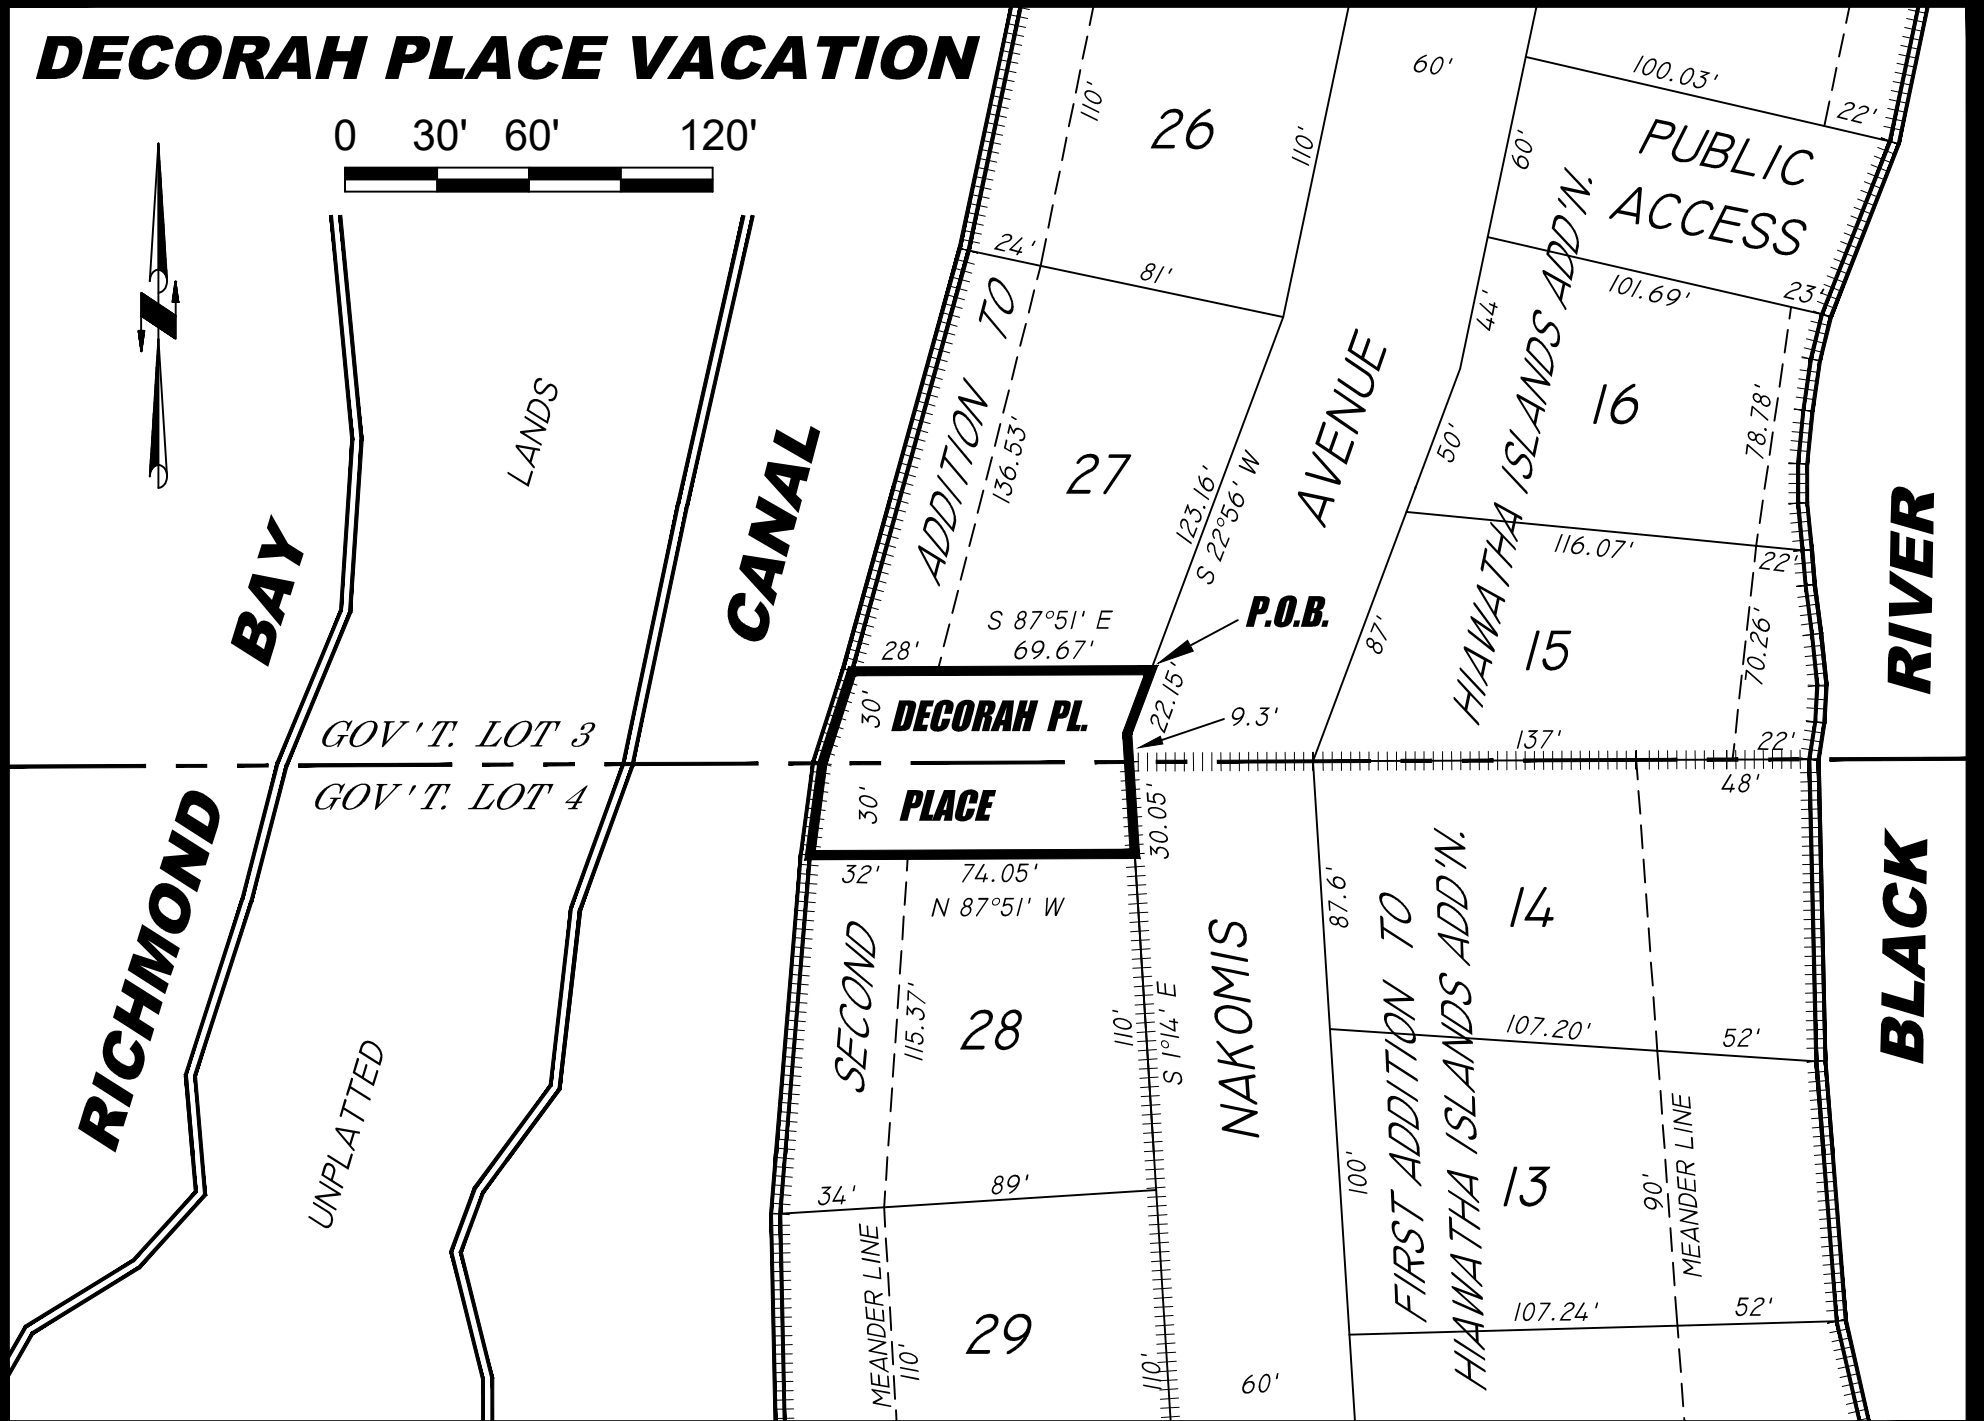 DECORAH PLACE VACATION
0 30' 60' 120'
60'
100.03'
22'
110'
26
110'
60'
PUBLIC
ACCESS
24'
81'
101.69'
23'
44'
ADDITION TO
136.53'
27
123.16'
S 22°56' W
AVENUE
50'
HIAWATHA ISLANDS ADD'N.
16
78.78'
116.07'
22'
LANDS
CANAL
BAY
RIVER
S 87°51' E
28' 69.67'
P.O.B.
87'
15
70.26'
30'
DECORAH PL.
22.15'
9.3'
137'
22'
GOV'T. LOT 3
GOV'T. LOT 4
30'
PLACE
30.05'
48'
32' 74.05'
N 87°51' W
RICHMOND
SECOND
115.37'
28
110'
S 1°14' E
NAKOMIS
87.6'
FIRST ADDITION TO
HIAWATHA ISLANDS ADD'N.
14
BLACK
107.20'
52'
UNPLATTED
34'
89'
100'
13
90'
MEANDER LINE
MEANDER LINE
110'
29
110'
60'
107.24'
52'